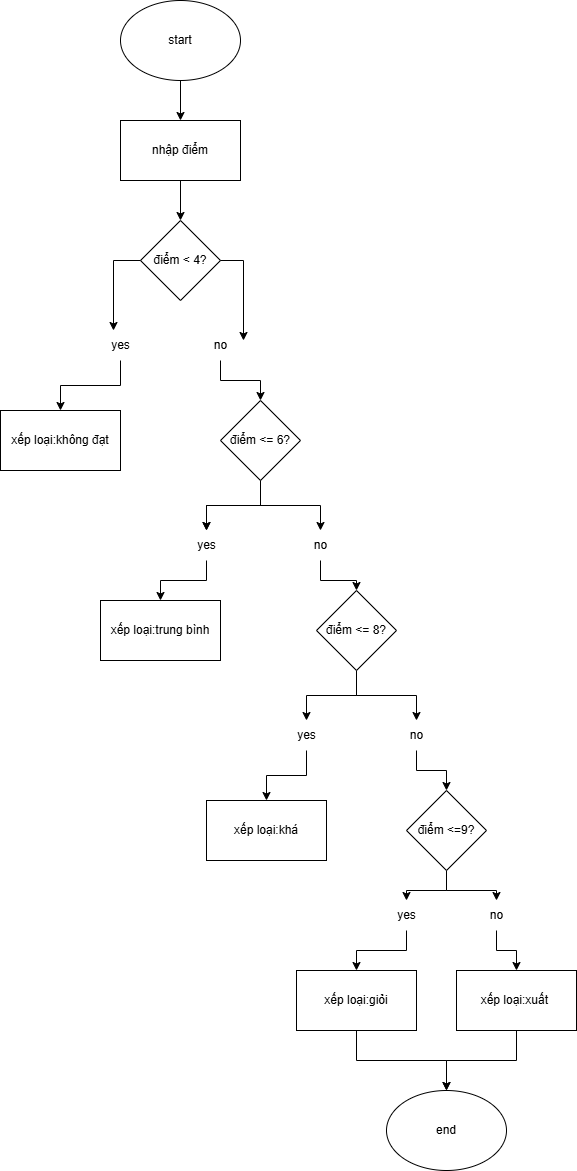 start
nhập điểm
điểm < 4?
yes
no
xếp loại:không đạt
điểm <= 6?
yes
no
xếp loại:trung bình
điểm <= 8?
yes
no
xếp loại:khá
điểm <=9?
yes
no
xếp loại:giỏi
xếp loại:xuất
end